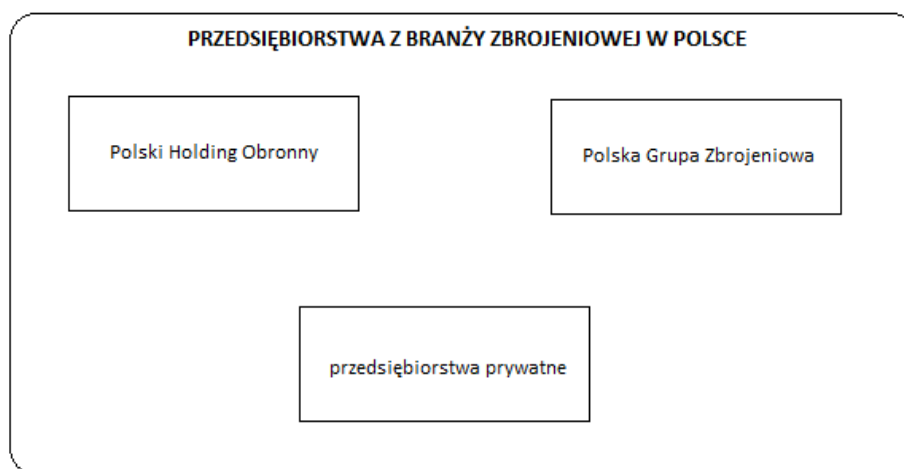 PRZEDSIĘBIORSTWA Z BRANŻY ZBROJENIOWEJ W POLSCE
Polski Holding Obronny
Polska Grupa Zbrojeniowa
przedsiębiorstwa prywatne